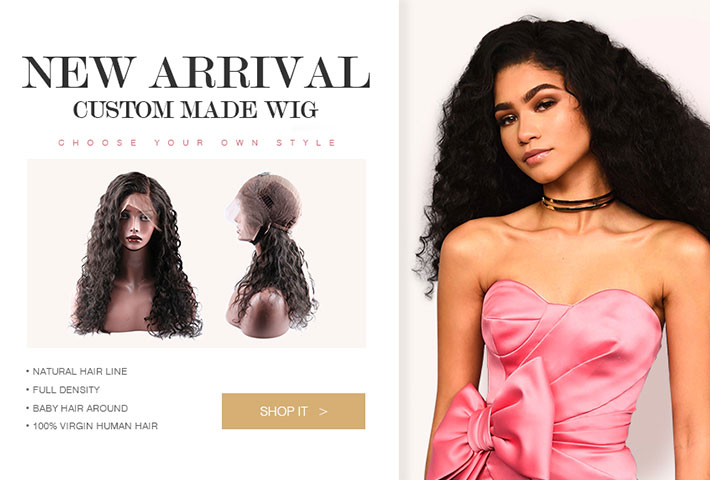 NEW ARRIVAL
CUSTOM MADE WIG
CHOOSE YOUR OWN STYLE
• NATURAL HAIR LINE
• FULL DENSITY
• BABY HAIR AROUND
• 100% VIRGIN HUMAN HAIR
SHOP IT >